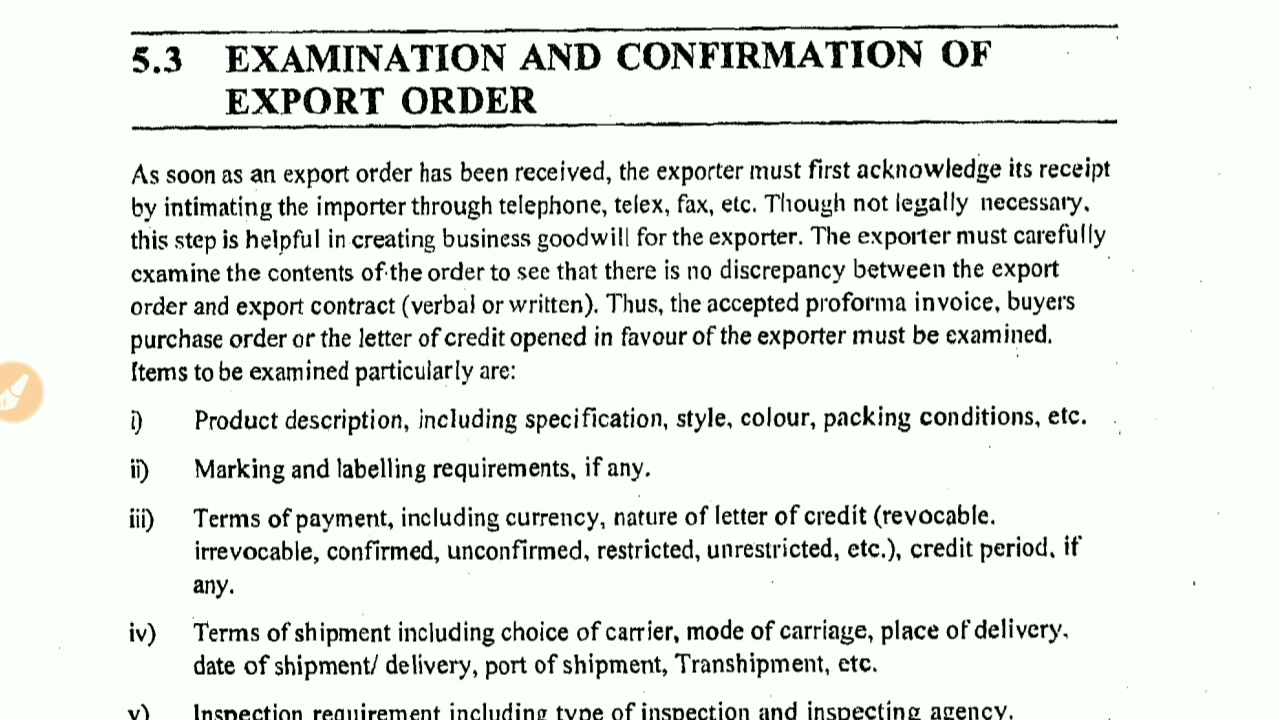 5.3 EXAMINATION AND CONFIRMATION OF
EXPORT ORDER
As soon as an export order has been received, the exporter must first acknowledge its receipt
by intimating the importer through telephone, telex, fax, etc. Though not legally necessary,
this step is helpful in creating business goodwill for the exporter. The exporter must carefully
examine the contents of the order to see that there is no discrepancy between the export
order and export contract (verbal or written). Thus, the accepted proforma invoice, buyers
purchase order or the letter of credit opened in favour of the exporter must be examined.
Items to be examined particularly are:
i) Product description, including specification, style, colour, packing conditions, etc.
ii) Marking and labelling requirements, if any.
iii) Terms of payment, including currency, nature of letter of credit (revocable,
irrevocable, confirmed, unconfirmed, restricted, unrestricted, etc.), credit period, if
any.
iv) Terms of shipment including choice of carrier, mode of carriage, place of delivery,
date of shipment/ delivery, port of shipment, Transhipment, etc.
v) Inspection requirement including type of inspection and inspecting agency.